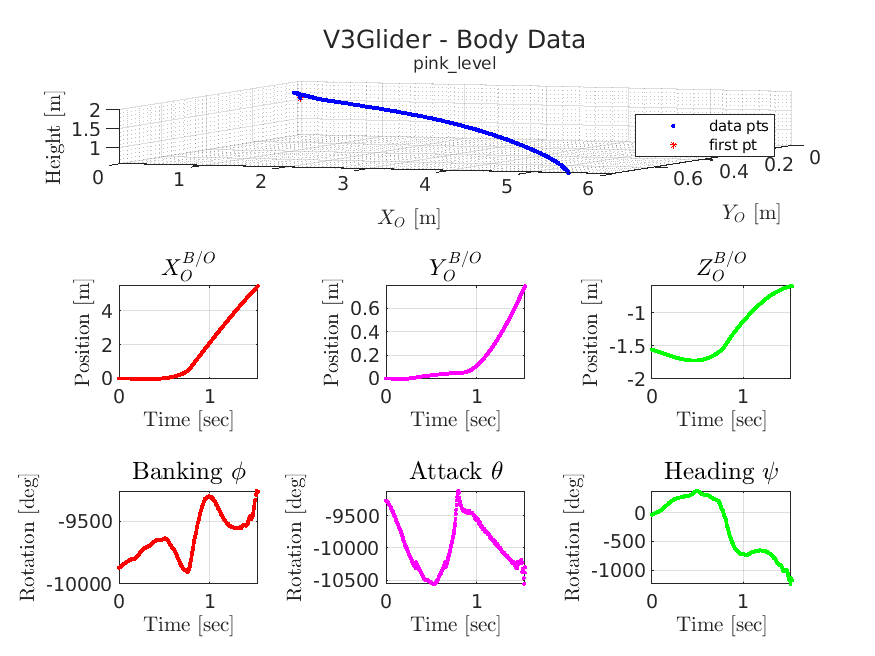 V3Glider - Body Data
pink_level
Height [m]
2
1.5
1
0 1 2 3 4 5 6
0.6 0.4 0.2 0
X_O [m]
Y_O [m]
data pts
first pt
X_O^{B/O}
Position [m]
4
2
0
0 1
Time [sec]
Y_O^{B/O}
Position [m]
0.6
0.4
0.2
0
0 1
Time [sec]
Z_O^{B/O}
Position [m]
-1
-1.5
-2
0 1
Time [sec]
Banking ϕ
Rotation [deg]
-9500
-10000
0 1
Time [sec]
Attack θ
Rotation [deg]
-9500
-10000
-10500
0 1
Time [sec]
Heading ψ
Rotation [deg]
0
-500
-1000
0 1
Time [sec]